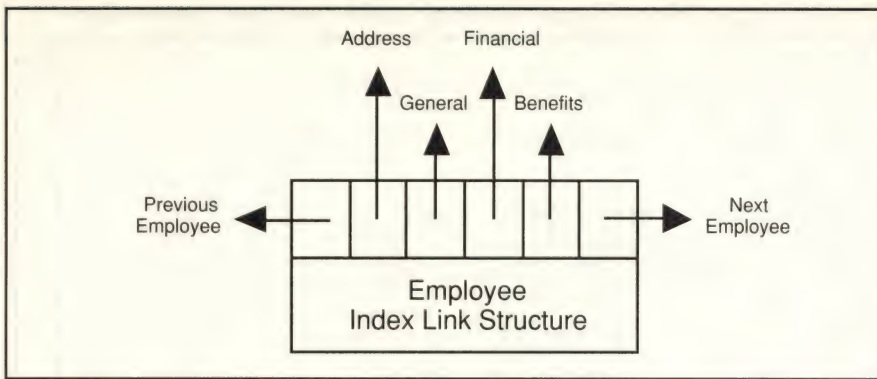 Address
Financial
General
Benefits
Previous
Employee
Next
Employee
Employee
Index Link Structure